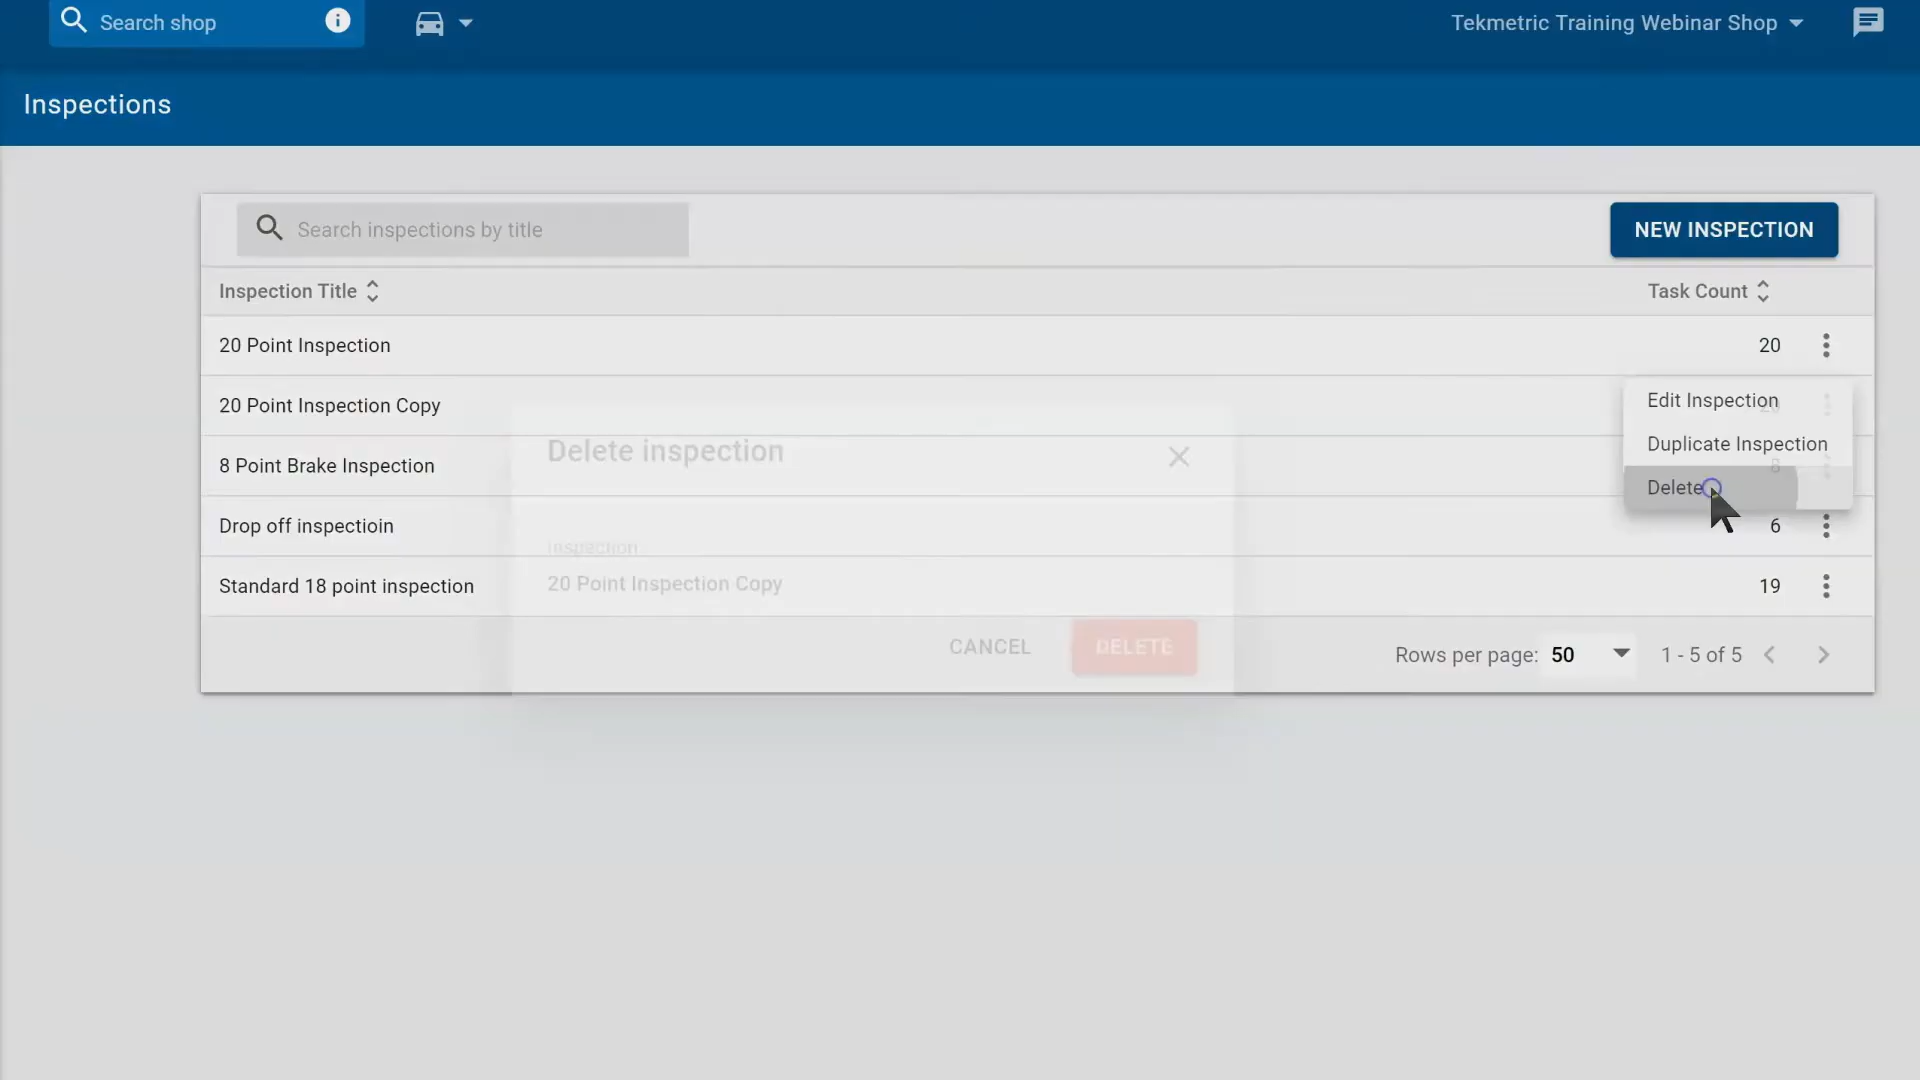 Search shop
Tekmetric Training Webinar Shop
Inspections
Search inspections by title
NEW INSPECTION
Inspection Title
Task Count
20 Point Inspection
20
20 Point Inspection Copy
20
8 Point Brake Inspection
8
Drop off inspectioin
6
Standard 18 point inspection
19
Edit Inspection
Duplicate Inspection
Delete
Delete inspection
Inspection
20 Point Inspection Copy
CANCEL
DELETE
Rows per page: 50
1 - 5 of 5